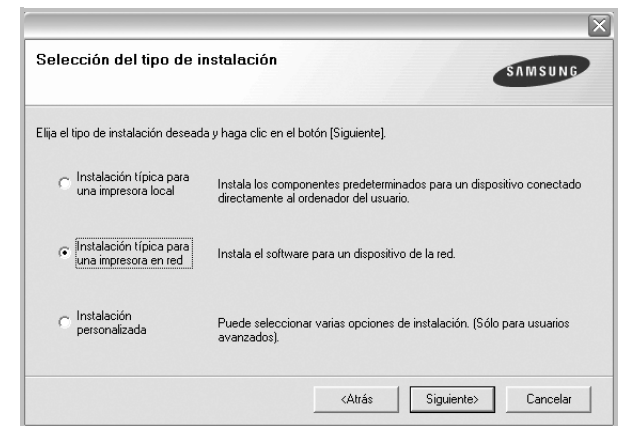 Selección del tipo de instalación
SAMSUNG
Elija el tipo de instalación deseada y haga clic en el botón [Siguiente].
Instalación típica para
una impresora local
Instala los componentes predeterminados para un dispositivo conectado
directamente al ordenador del usuario.
Instalación típica para
una impresora en red
Instala el software para un dispositivo de la red.
Instalación
personalizada
Puede seleccionar varias opciones de instalación. (Sólo para usuarios
avanzados).
<Atrás
Siguiente>
Cancelar